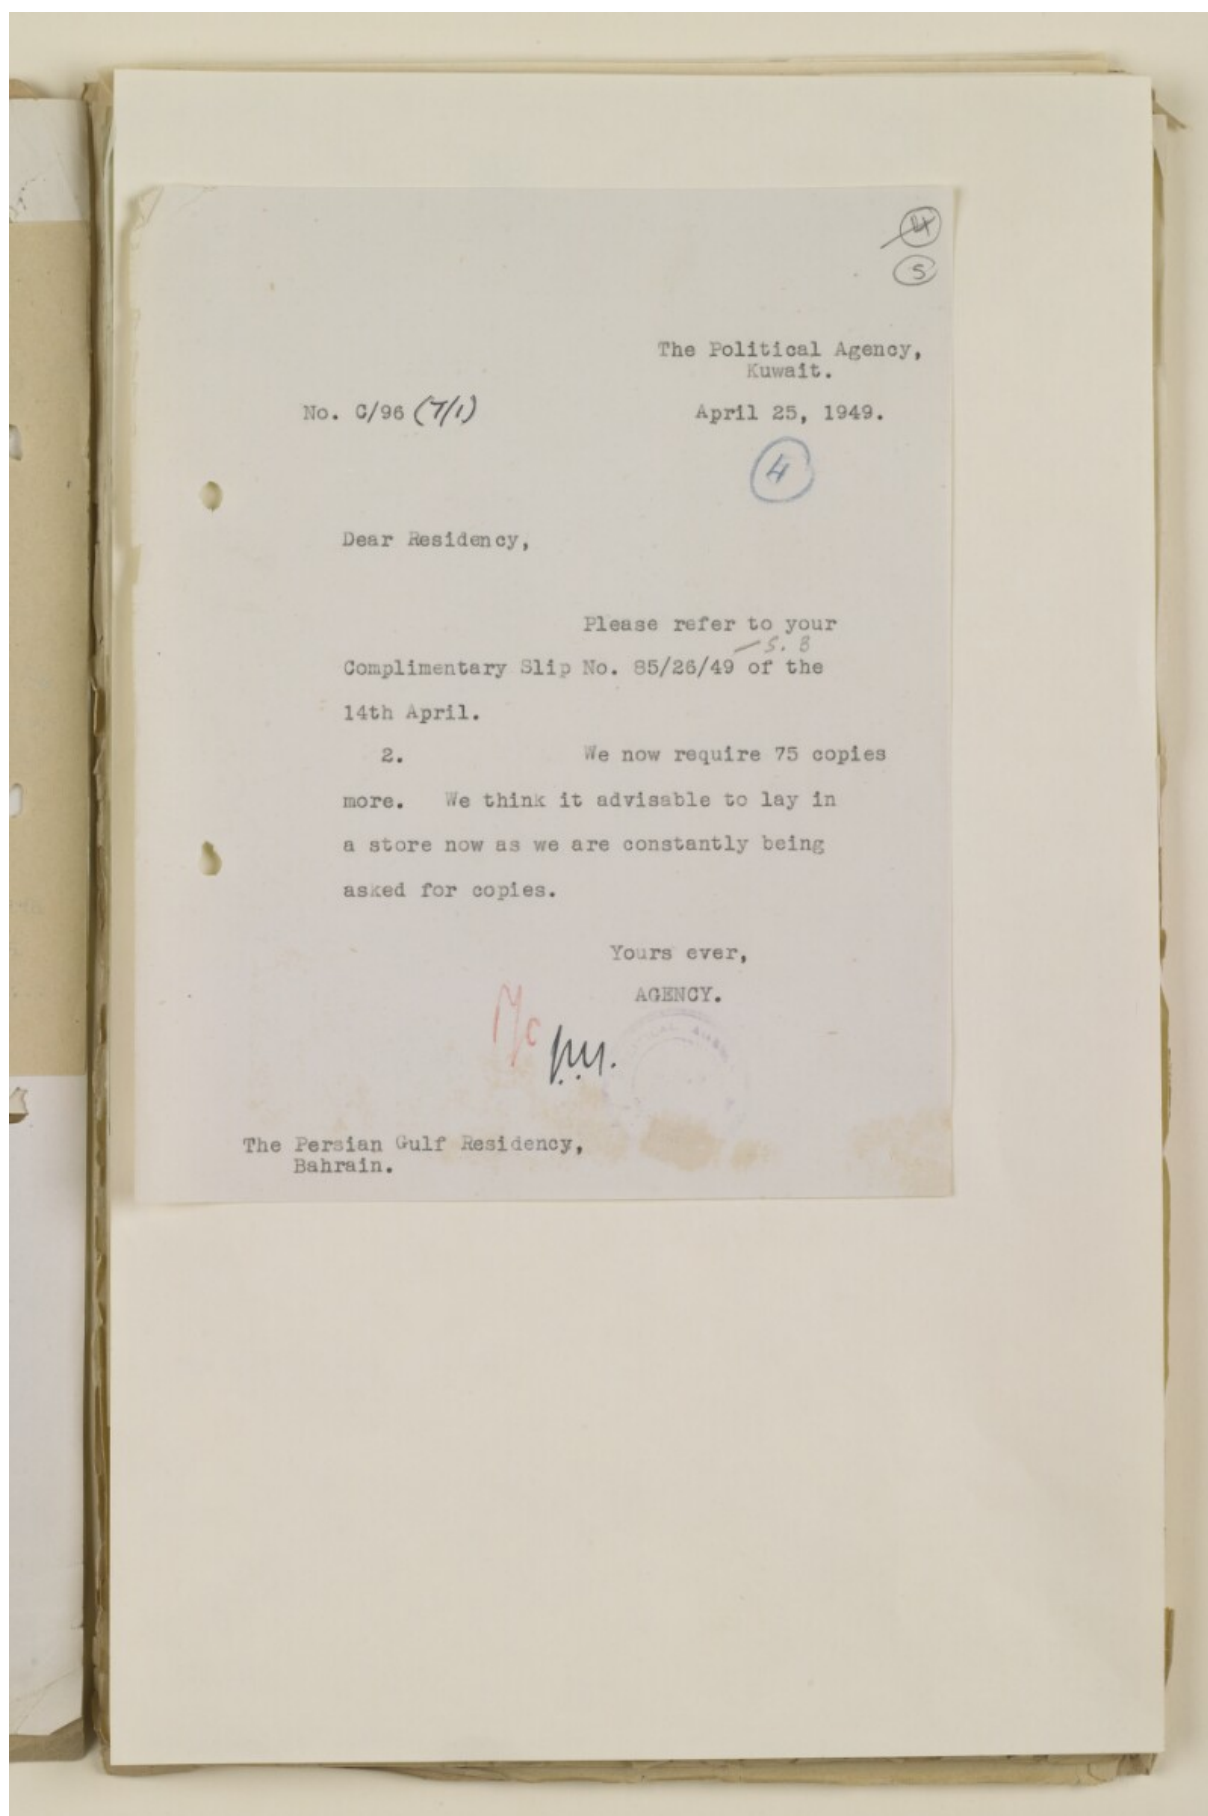 5
The Political Agency,
Kuwait.
No. C/96 (7/1)
April 25, 1949.
4
Dear Residency,
Please refer to your
S. B
Complimentary Slip No. 85/26/49 of the
14th April.
2. We now require 75 copies
more. We think it advisable to lay in
a store now as we are constantly being
asked for copies.
Yours ever,
AGENCY.
The Persian Gulf Residency,
Bahrain.